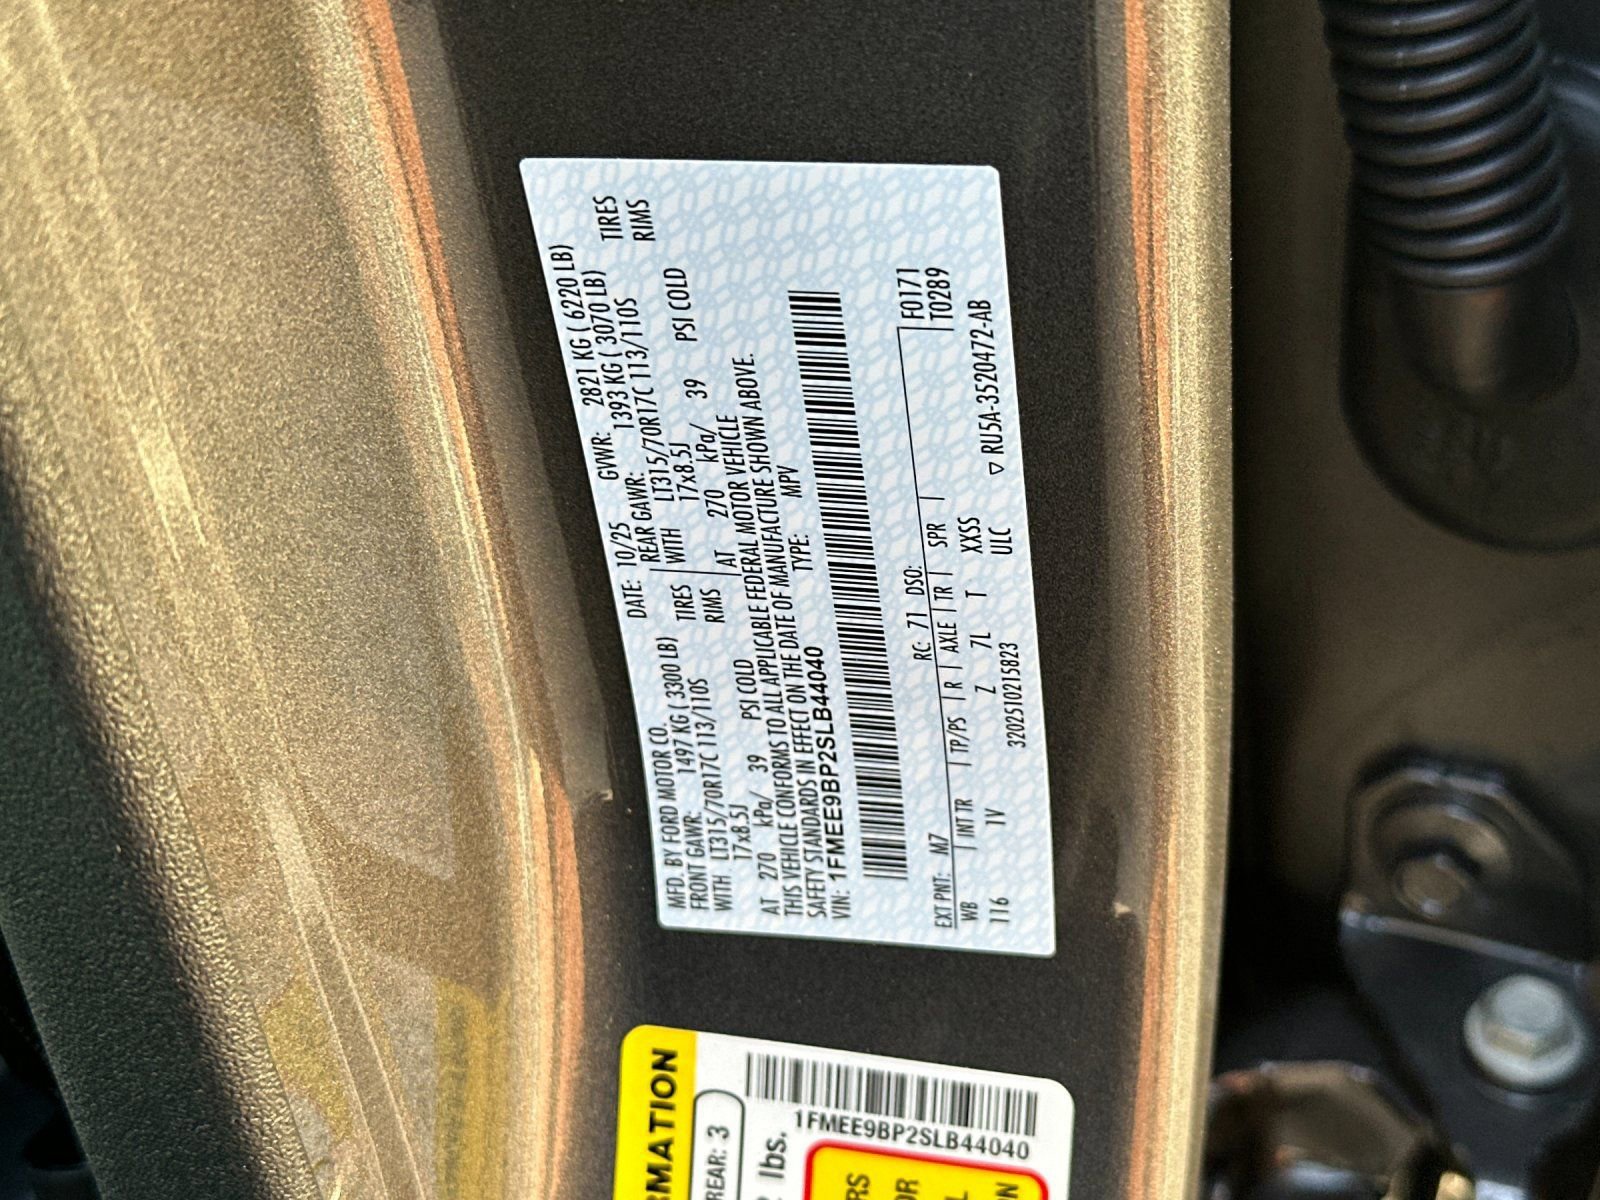 MFD. BY FORD MOTOR CO.
DATE: 10/25 GVWR: 2821 KG ( 6220 LB)
FRONT GAWR: 1497 KG ( 3300 LB)
REAR GAWR: 1393 KG ( 3070 LB)
WITH LT315/70R17C 113/110S TIRES
WITH LT315/70R17C 113/110S TIRES
17x8.5J RIMS
17x8.5J RIMS
AT 270 kPa/ 39 PSI COLD
AT 270 kPa/ 39 PSI COLD
THIS VEHICLE CONFORMS TO ALL APPLICABLE FEDERAL MOTOR VEHICLE
SAFETY STANDARDS IN EFFECT ON THE DATE OF MANUFACTURE SHOWN ABOVE.
VIN: 1FMEE9BP2SLB44040
TYPE: MPV
F0171
T0289
EXT PNT: M7 RC: 71 DSO:
WB INT TR TP/PS R AXLE TR SPR
116 1V Z 7L T XXSS
ULC
▽ RU5A-3520472-AB
3202510215823
RMATION
REAR: 3
lbs.
1FMEE9BP2SLB44040
RS
OR
L
N